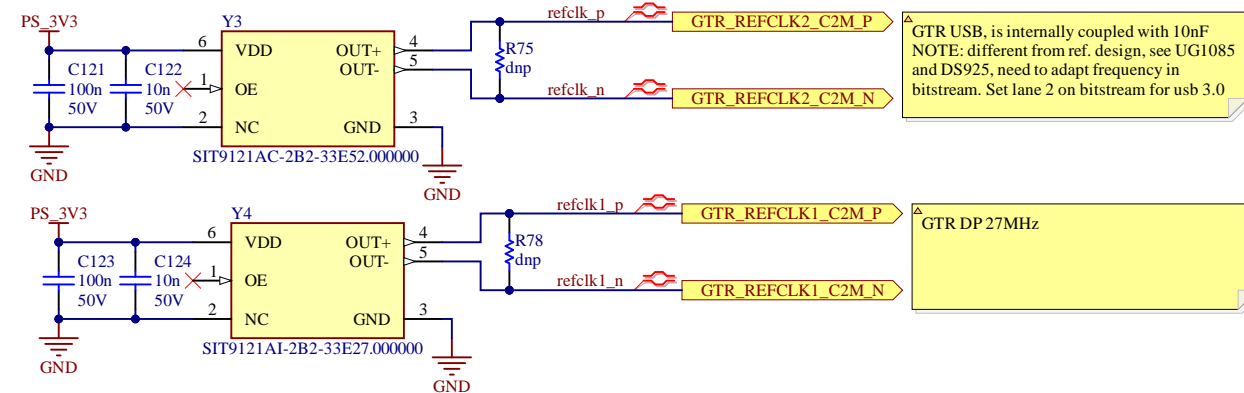 PS_3V3
Y3
refclk_p
GTR_REFCLK2_C2M_P
6
VDD
OUT+
4
R75
dnp
C121
100n
50V
C122
10n
50V
1
OE
OUT-
5
2
NC
GND
3
refclk_n
GTR_REFCLK2_C2M_N
SIT9121AC-2B2-33E52.000000
GND
GND
GTR USB, is internally coupled with 10nF
NOTE: different from ref. design, see UG1085
and DS925, need to adapt frequency in
bitstream. Set lane 2 on bitstream for usb 3.0
PS_3V3
Y4
refclk1_p
GTR_REFCLK1_C2M_P
6
VDD
OUT+
4
R78
dnp
C123
100n
50V
C124
10n
50V
1
OE
OUT-
5
2
NC
GND
3
refclk1_n
GTR_REFCLK1_C2M_N
SIT9121AI-2B2-33E27.000000
GND
GND
GTR DP 27MHz